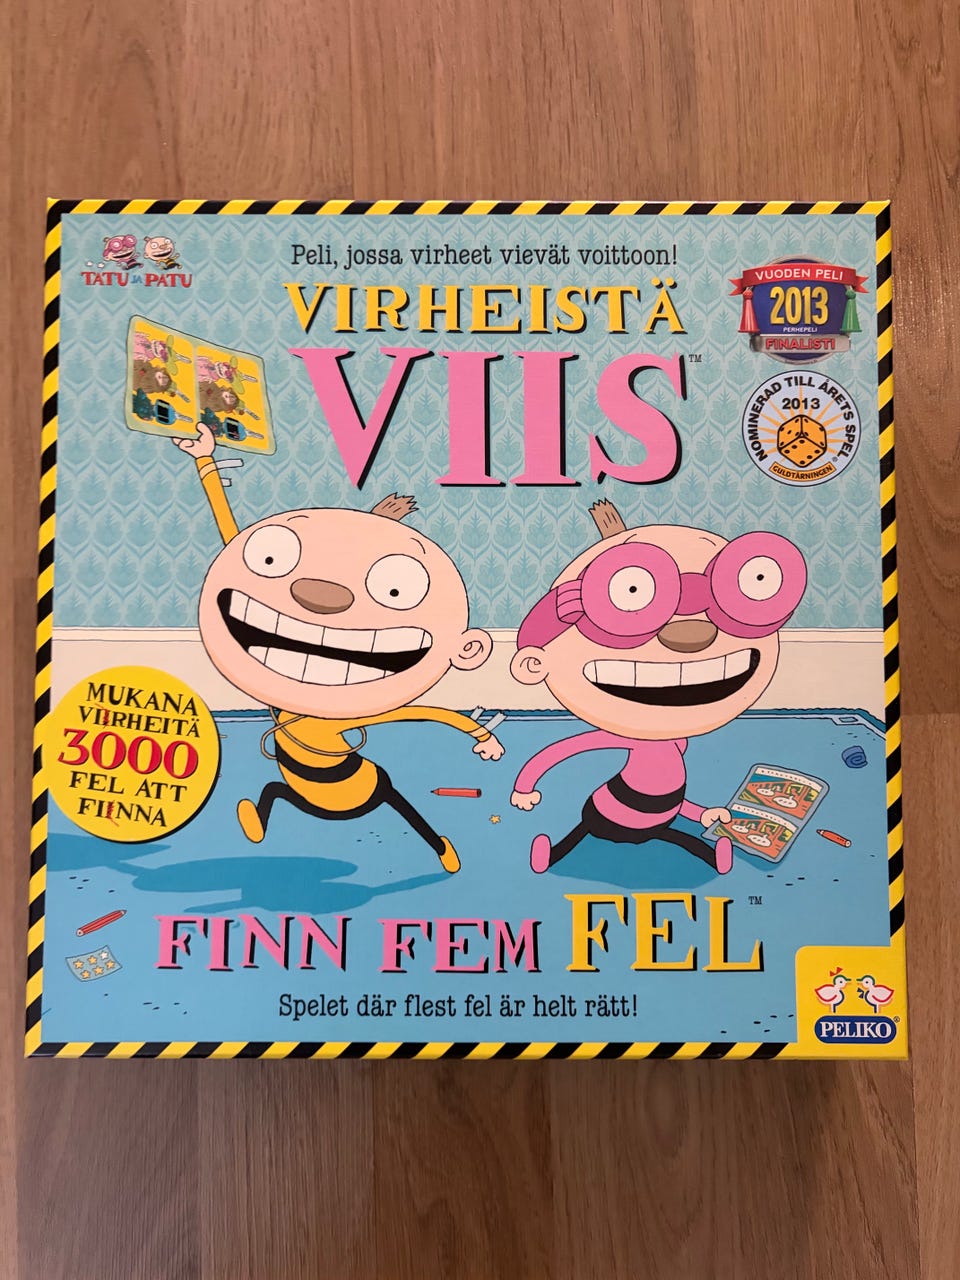 TATU JA PATU
Peli, jossa virheet vievät voittoon!
VIRHEISTÄ
VIIS™
VUODEN PELI
2013
PERHEPELI
FINALISTI
NOMINERAD TILL ÅRETS SPEL
2013
GULDTÄRNINGEN
MUKANA
VIIRHEITÄ
3000
FEL ATT
FIINNA
FINN FEM FEL™
Spelet där flest fel är helt rätt!
PELIKO®